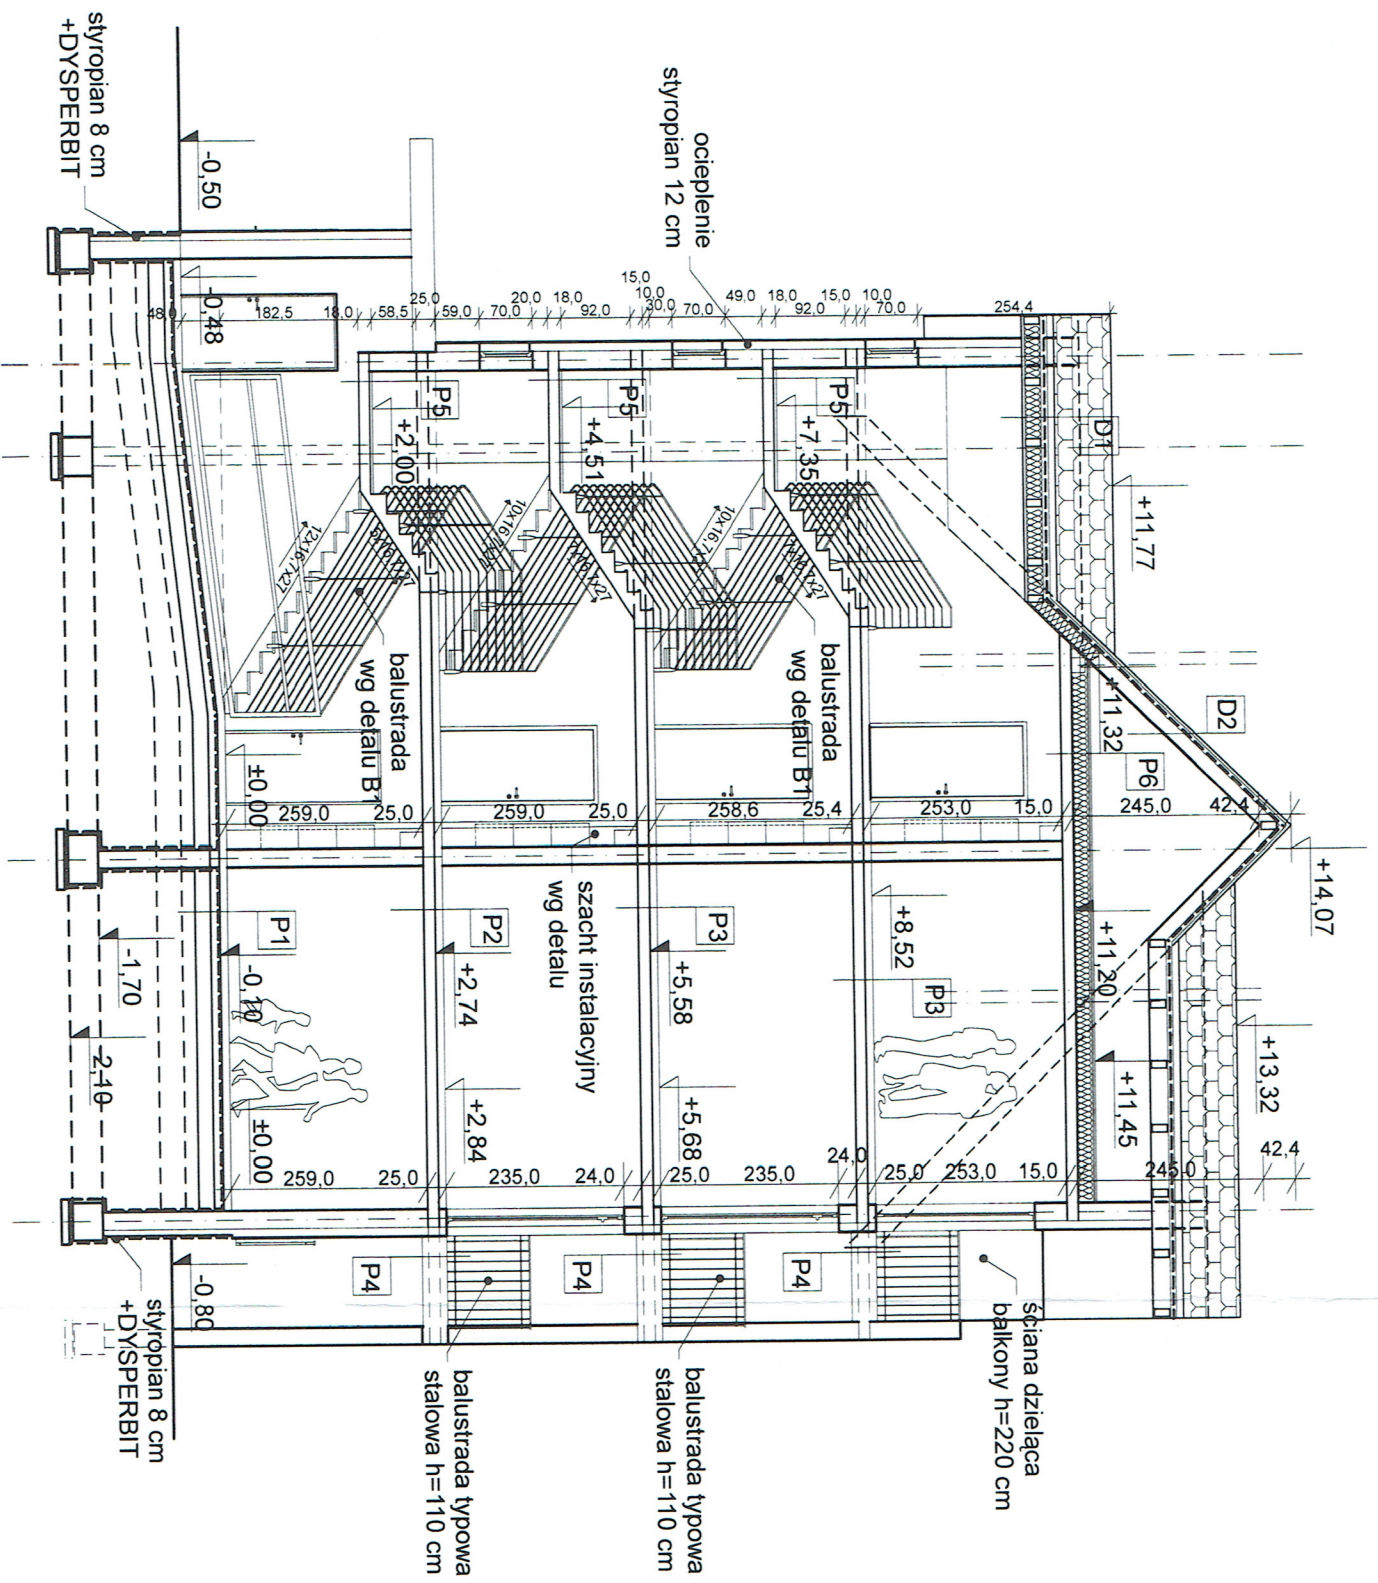 +14,07
D2
+13,32
42,4
42,4
+11,77
D1
+11,32
P6
245,0
245,0
+11,20
+11,45
254,4
15,0
15,0
253,0
253,0
ściana dzieląca
balkony h=220 cm
P5
+7,35
10,0
70,0
15,0
92,0
18,0
49,0
+8,52
P3
25,4
25,0
24,0
P4
balustrada
wg detalu B1
258,6
235,0
balustrada typowa
stalowa h=110 cm
ocieplenie
styropian 12 cm
70,0
30,0
10,0
15,0
92,0
18,0
20,0
P5
+4,51
P3
+5,58
+5,68
25,0
25,0
24,0
P4
szacht instalacyjny
wg detalu
259,0
235,0
balustrada typowa
stalowa h=110 cm
70,0
59,0
25,0
58,5
18,0
P5
+2,00
10x16,7x27
P2
+2,74
+2,84
25,0
25,0
P4
balustrada
wg detalu B1
12x16,7x27
259,0
259,0
182,5
48
-0,48
-0,50
±0,00
P1
-0,10
±0,00
-0,80
styropian 8 cm
+DYSPERBIT
-1,70
-2,10
styropian 8 cm
+DYSPERBIT